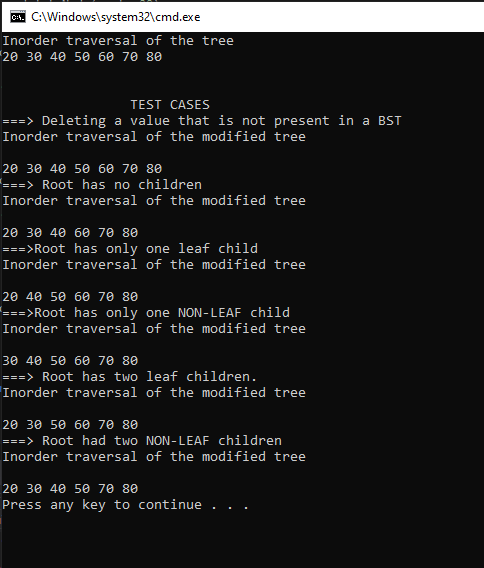 C:\Windows\system32\cmd.exe
Inorder traversal of the tree
20 30 40 50 60 70 80
TEST CASES
===> Deleting a value that is not present in a BST
Inorder traversal of the modified tree
20 30 40 50 60 70 80
===> Root has no children
Inorder traversal of the modified tree
20 30 40 60 70 80
===>Root has only one leaf child
Inorder traversal of the modified tree
20 40 50 60 70 80
===>Root has only one NON-LEAF child
Inorder traversal of the modified tree
30 40 50 60 70 80
===> Root has two leaf children.
Inorder traversal of the modified tree
20 30 50 60 70 80
===> Root had two NON-LEAF children
Inorder traversal of the modified tree
20 30 40 50 70 80
Press any key to continue . . .